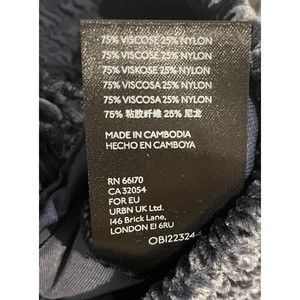 75% VISCOSE 25% NYLON
75% VISCOSE 25% NYLON
75% VISKOSE 25% NYLON
75% VISCOSA 25% NYLON
75% VISCOSA 25% NYLON
75% 粘胶纤维 25% 尼龙
MADE IN CAMBODIA
HECHO EN CAMBOYA
RN 66170
CA 32054
FOR EU
URBN UK Ltd.
146 Brick Lane,
LONDON E1 6RU